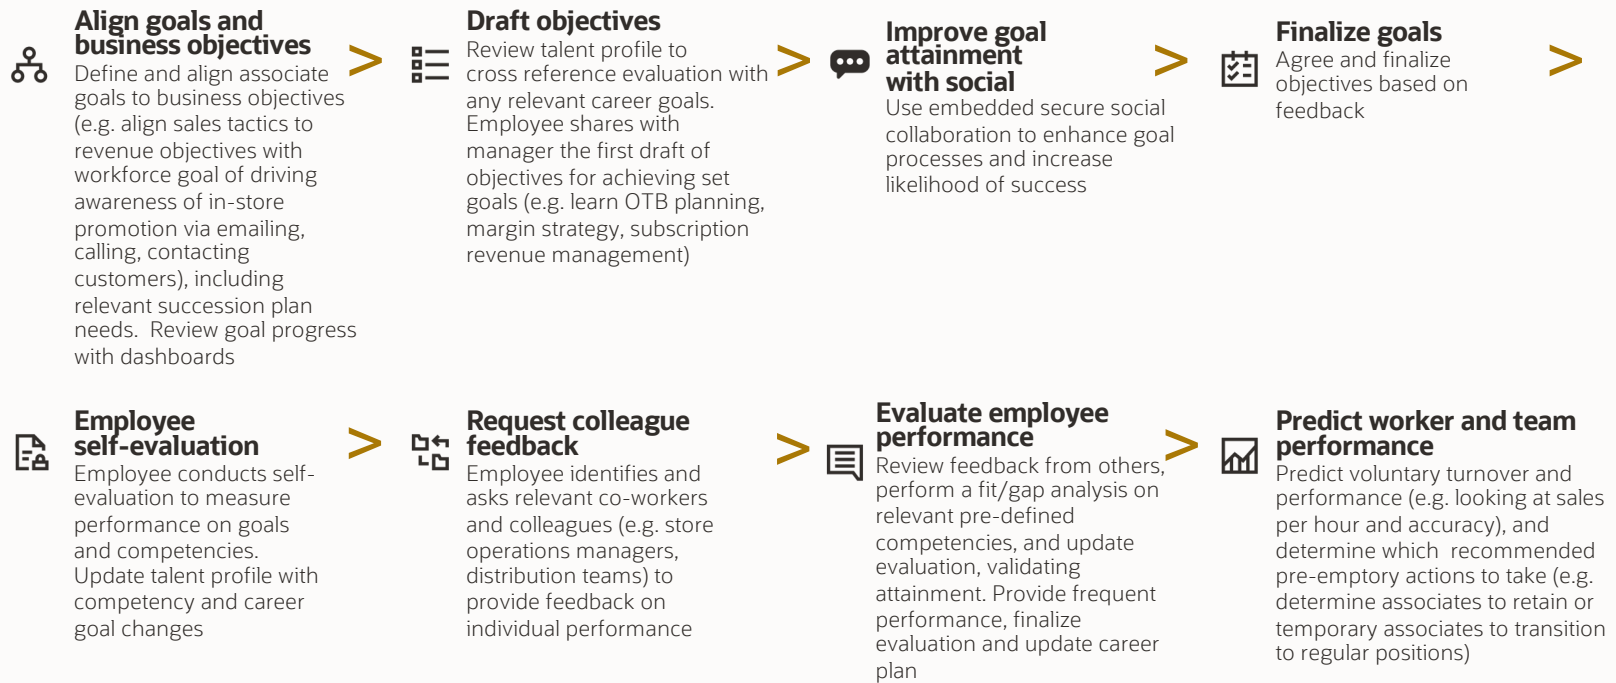 Align goals and
business objectives
Define and align associate
goals to business objectives
(e.g. align sales tactics to
revenue objectives with
workforce goal of driving
awareness of in-store
promotion via emailing,
calling, contacting
customers), including
relevant succession plan
needs.  Review goal progress
with dashboards
>
Draft objectives
Review talent profile to
cross reference evaluation with
any relevant career goals.
Employee shares with
manager the first draft of
objectives for achieving set
goals (e.g. learn OTB planning,
margin strategy, subscription
revenue management)
>
Improve goal
attainment
with social
Use embedded secure social
collaboration to enhance goal
processes and increase
likelihood of success
>
Finalize goals
Agree and finalize
objectives based on
feedback
>
Employee
self-evaluation
Employee conducts self-
evaluation to measure
performance on goals
and competencies.
Update talent profile with
competency and career
goal changes
>
Request colleague
feedback
Employee identifies and
asks relevant co-workers
and colleagues (e.g. store
operations managers,
distribution teams) to
provide feedback on
individual performance
>
Evaluate employee
performance
Review feedback from others,
perform a fit/gap analysis on
relevant pre-defined
competencies, and update
evaluation, validating
attainment. Provide frequent
performance, finalize
evaluation and update career
plan
>
Predict worker and team
performance
Predict voluntary turnover and
performance (e.g. looking at sales
per hour and accuracy), and
determine which  recommended
pre-emptory actions to take (e.g.
determine associates to retain or
temporary associates to transition
to regular positions)